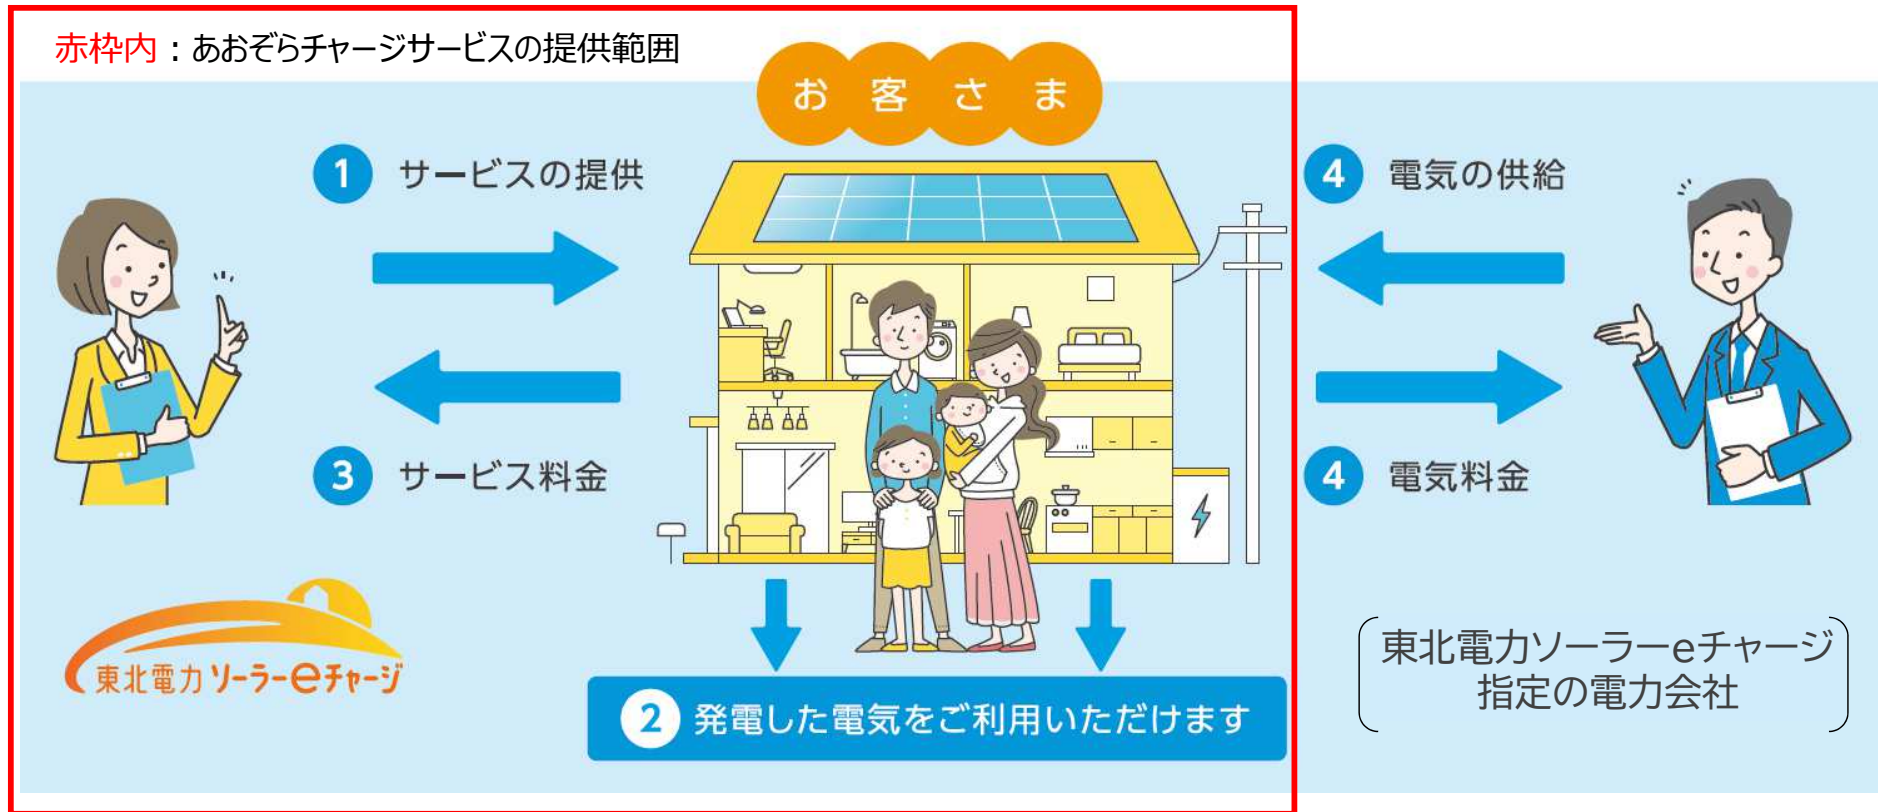 赤枠内：あおぞらチャージサービスの提供範囲
お客さま
1 サービスの提供
3 サービス料金
4 電気の供給
4 電気料金
東北電力ソーラーeチャージ
2 発電した電気をご利用いただけます
東北電力ソーラーeチャージ
指定の電力会社